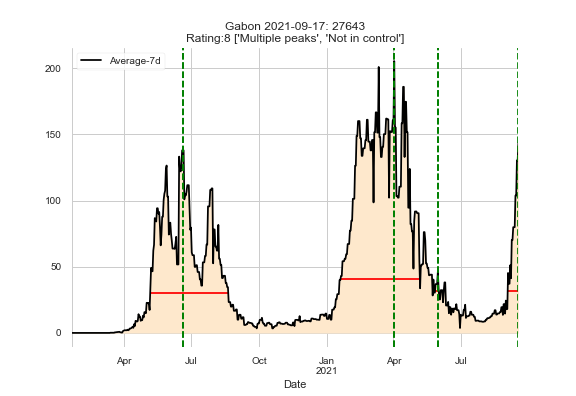 Gabon 2021-09-17: 27643
Rating:8 ['Multiple peaks', 'Not in control']
Average-7d
200
150
100
50
0
Apr
Jul
Oct
Jan
2021
Apr
Jul
Date